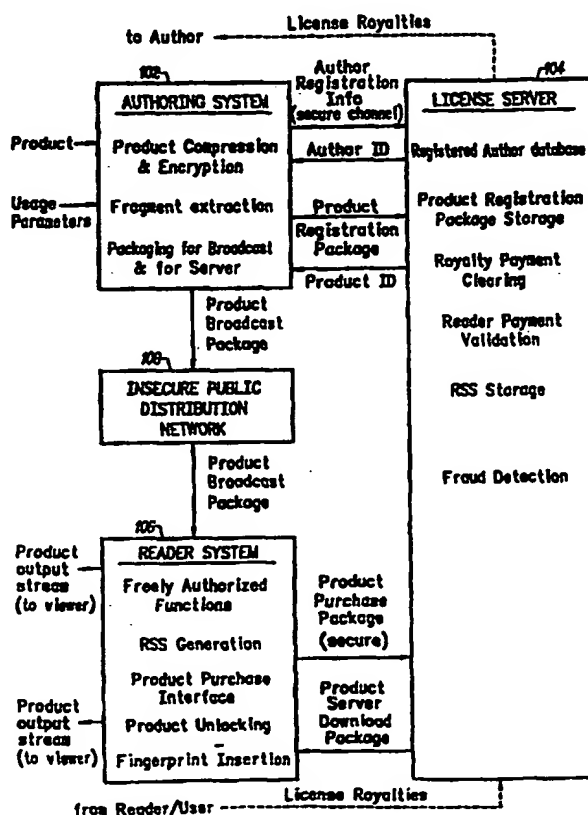 License Royalties
to Author
102
AUTHORING SYSTEM
Product Compression
& Encryption
Fragment extraction
Packaging for Broadcast
& for Server
Product
Usage
Parameters
Author
Registration
Info
(secure channel)
Author ID
Product
Registration
Package
Product ID
104
LICENSE SERVER
Registered Author database
Product Registration
Package Storage
Royalty Payment
Clearing
Reader Payment
Validation
RSS Storage
Fraud Detection
Product
Broadcast
Package
108
INSECURE PUBLIC
DISTRIBUTION
NETWORK
Product
Broadcast
Package
106
READER SYSTEM
Freely Authorized
Functions
RSS Generation
Product Purchase
Interface
Product Unlocking
Fingerprint Insertion
Product
output
stream
(to viewer)
Product
output
stream
(to viewer)
Product
Purchase
Package
(secure)
Product
Server
Download
Package
License Royalties
from Reader/User